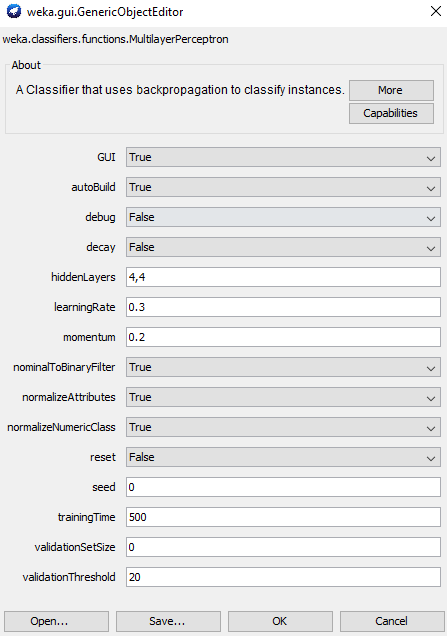 weka.gui.GenericObjectEditor
weka.classifiers.functions.MultilayerPerceptron
About
A Classifier that uses backpropagation to classify instances. More
Capabilities
GUI True
autoBuild True
debug False
decay False
hiddenLayers 4,4
learningRate 0.3
momentum 0.2
nominalToBinaryFilter True
normalizeAttributes True
normalizeNumericClass True
reset False
seed 0
trainingTime 500
validationSetSize 0
validationThreshold 20
Open... Save... OK Cancel